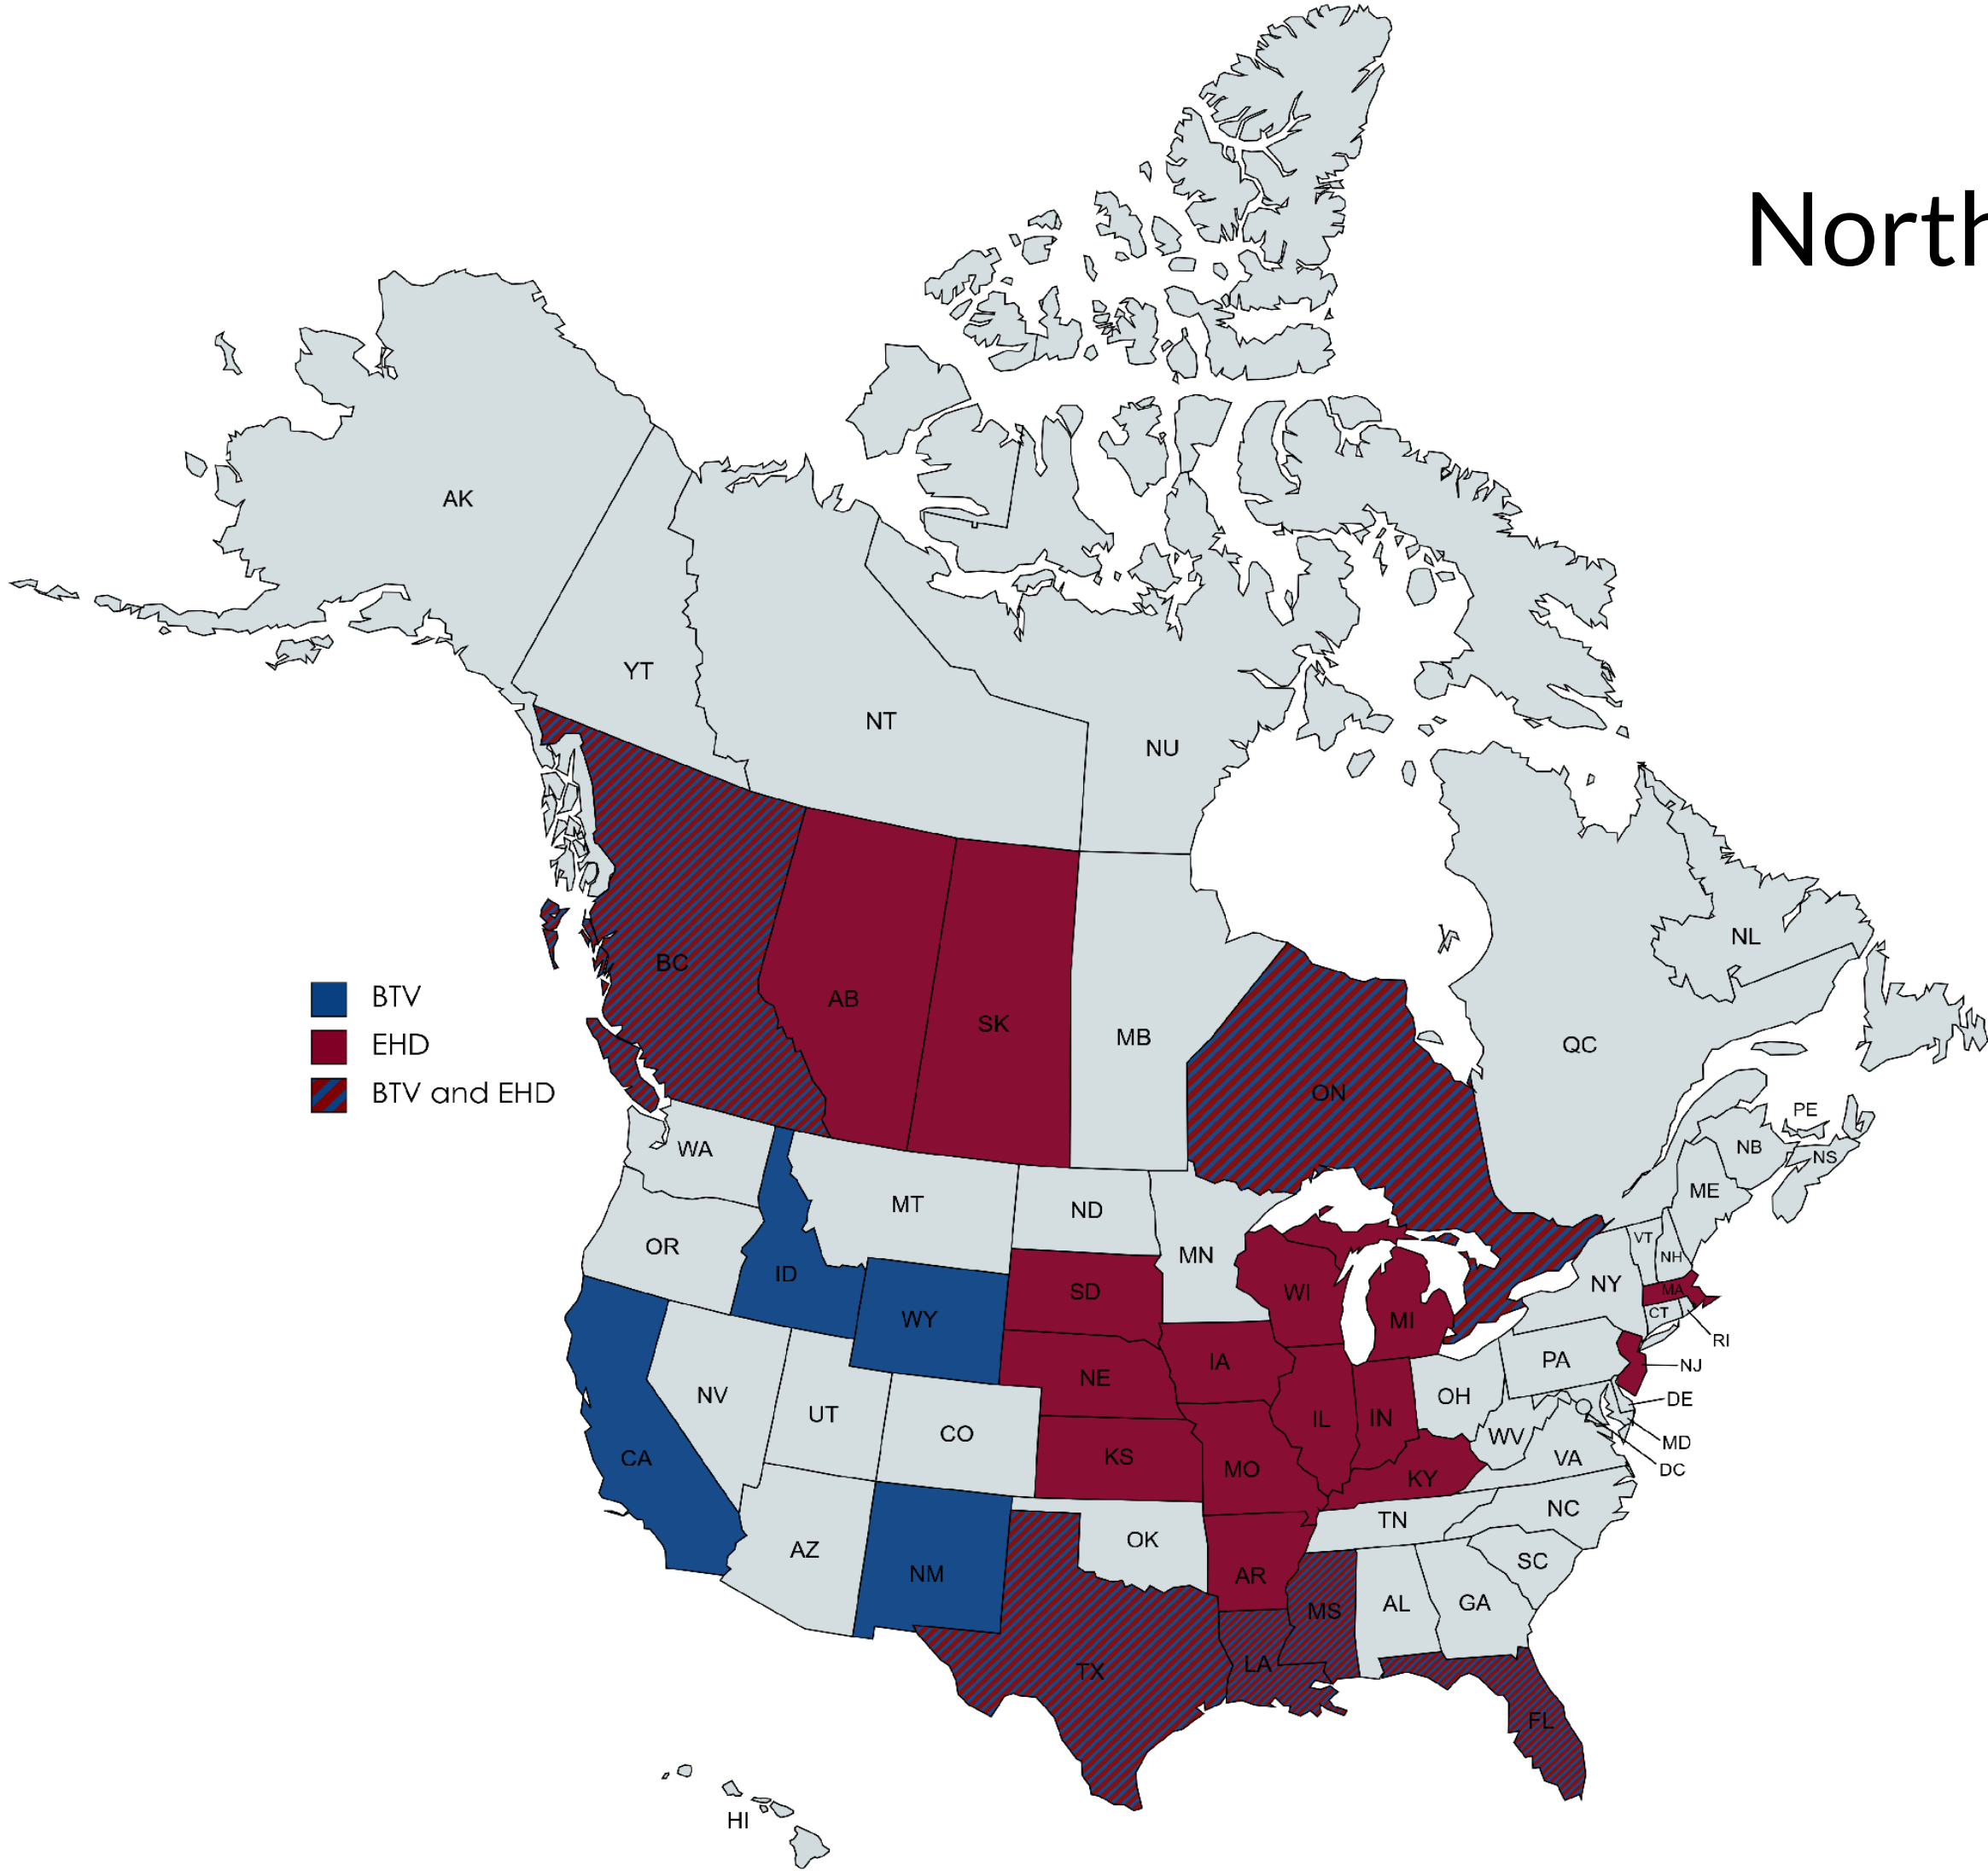 North
AK
YT
NT
NU
BC
AB
SK
MB
ON
QC
NL
BTV
EHD
BTV and EHD
PE
NB
NS
ME
WA
MT
ND
MN
OR
ID
WY
SD
WI
MI
VT
NH
NY
MA
CT
RI
NJ
PA
DE
MD
DC
NV
UT
CO
NE
IA
IL
IN
OH
WV
VA
CA
KS
MO
KY
NC
TN
AZ
NM
OK
AR
SC
MS
AL
GA
TX
LA
FL
HI